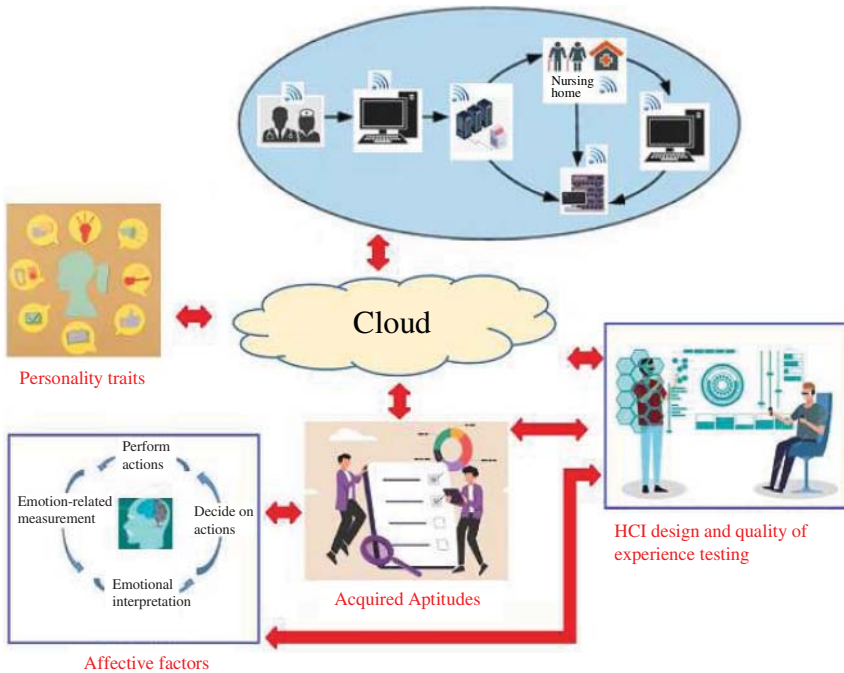 Nursing
home
Cloud
Personality traits
Perform
actions
Emotion-related
measurement
Decide on
actions
Emotional
interpretation
Affective factors
Acquired Aptitudes
HCI design and quality of
experience testing